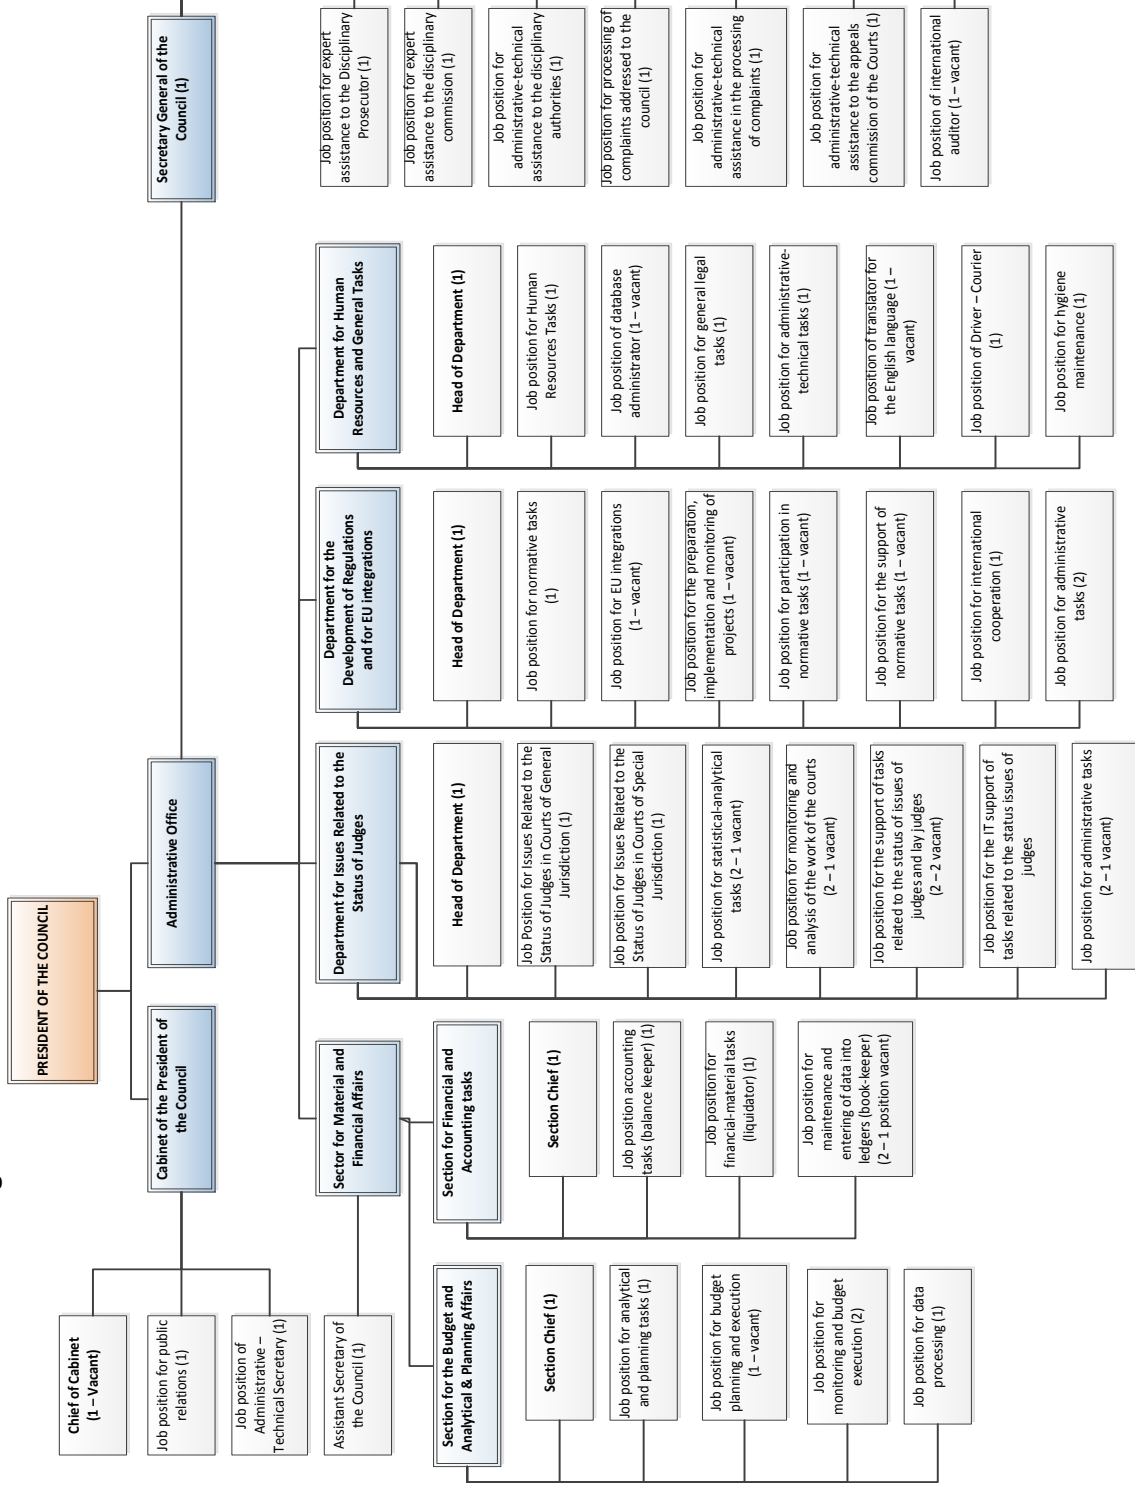 PRESIDENT OF THE COUNCIL
Cabinet of the President of
the Council
Administrative Office
Secretary General of the
Council (1)
Chief of Cabinet
(1 – Vacant)
Job position for public
relations (1)
Job position of
Administrative –
Technical Secretary (1)
Assistant Secretary of
the Council (1)
Sector for Material and
Financial Affairs
Section for the Budget and
Analytical & Planning Affairs
Section Chief (1)
Job position for analytical
and planning tasks (1)
Job position for budget
planning and execution
(1 – vacant)
Job position for
monitoring and budget
execution (2)
Job position for data
processing (1)
Section for Financial and
Accounting tasks
Section Chief (1)
Job position accounting
tasks (balance keeper) (1)
Job position for
financial-material tasks
(liquidator) (1)
Job position for
maintenance and
entering of data into
ledgers (book-keeper)
(2 – 1 position vacant)
Department for Issues Related to the
Status of Judges
Head of Department (1)
Job Position for Issues Related to the
Status of Judges in Courts of General
Jurisdiction (1)
Job position for Issues Related to the
Status of Judges in Courts of Special
Jurisdiction (1)
Job position for statistical-analytical
tasks (2 – 1 vacant)
Job position for monitoring and
analysis of the work of the courts
(2 – 1 vacant)
Job position for the support of tasks
related to the status of issues of
judges and lay judges
(2 – 2 vacant)
Job position for the IT support of
tasks related to the status issues of
judges
Job position for administrative tasks
(2 – 1 vacant)
Department for the
Development of Regulations
and for EU integrations
Head of Department (1)
Job position for normative tasks
(1)
Job position for EU integrations
(1 – vacant)
Job position for the preparation,
implementation and monitoring of
projects (1 – vacant)
Job position for participation in
normative tasks (1 – vacant)
Job position for the support of
normative tasks (1 – vacant)
Job position for international
cooperation (1)
Job position for administrative
tasks (2)
Department for Human
Resources and General Tasks
Head of Department (1)
Job position for Human
Resources Tasks (1)
Job position of database
administrator (1 – vacant)
Job position for general legal
tasks (1)
Job position for administrative-
technical tasks (1)
Job position of translator for
the English language (1 –
vacant)
Job position of Driver – Courier
(1)
Job position for hygiene
maintenance (1)
Job position for expert
assistance to the Disciplinary
Prosecutor (1)
Job position for expert
assistance to the disciplinary
commission (1)
Job position for
administrative-technical
assistance to the disciplinary
authorities (1)
Job position for processing of
complaints addressed to the
council (1)
Job position for
administrative-technical
assistance in the processing
of complaints (1)
Job position for
administrative-technical
assistance to the appeals
commission of the Courts (1)
Job position of international
auditor (1 – vacant)